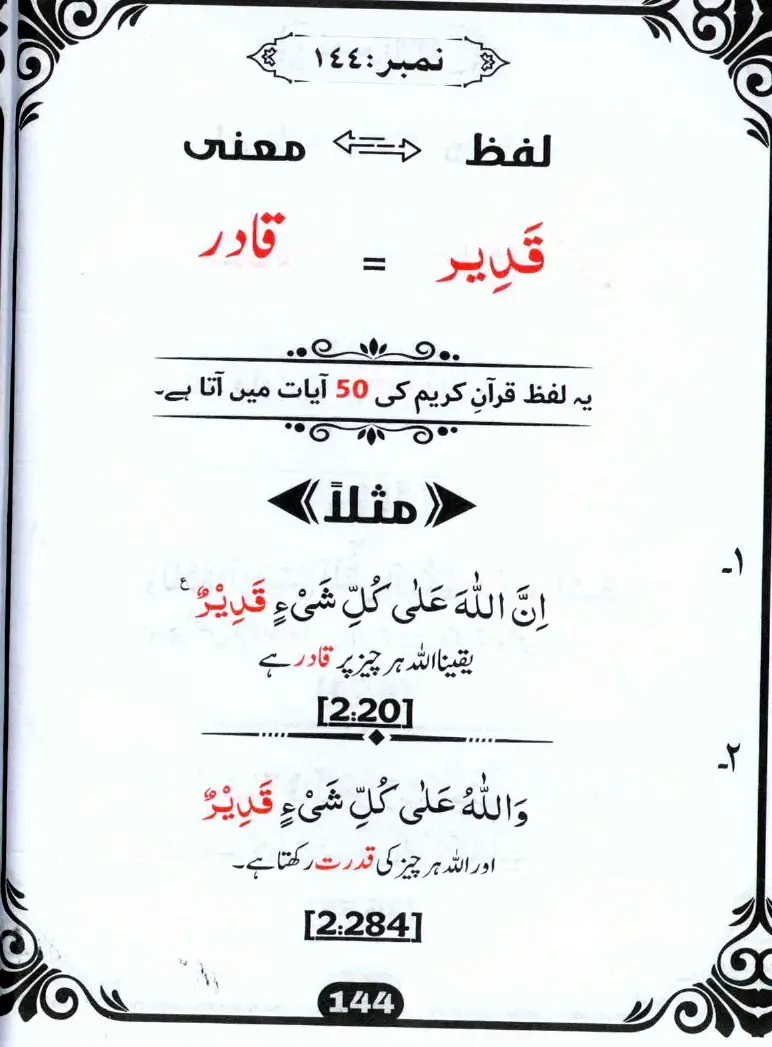 نمبر:۱۴۴
لفظ معنی
قَدِیر = قادر
یہ لفظ قرآنِ کریم کی 50 آیات میں آتا ہے۔
مثلاً
۱۔
اِنَّ اللّٰهَ عَلٰى كُلِّ شَیْءٍ قَدِیْرٌ ع
یقینا اللہ ہر چیز پر قادر ہے
[2:20]
۲۔
وَاللّٰهُ عَلٰى كُلِّ شَیْءٍ قَدِیْرٌ
اور اللہ ہر چیز کی قدرت رکھتا ہے۔
[2:284]
144